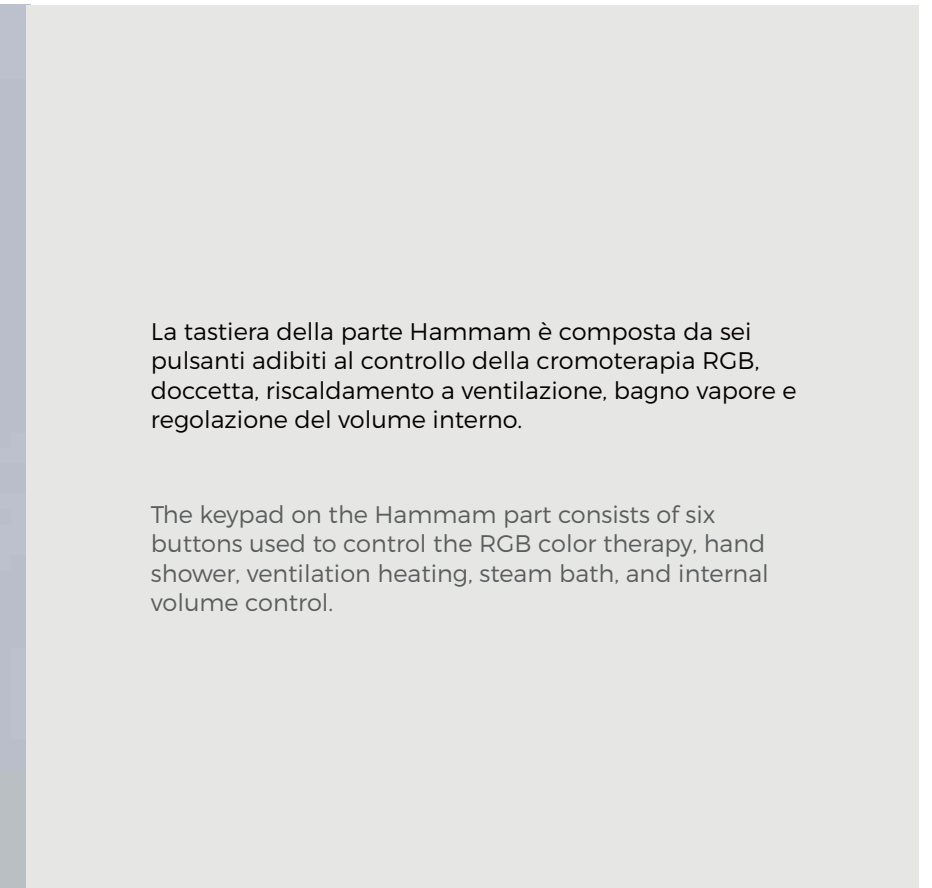 La tastiera della parte Hammam è composta da sei
pulsanti adibiti al controllo della cromoterapia RGB,
doccetta, riscaldamento a ventilazione, bagno vapore e
regolazione del volume interno.
The keypad on the Hammam part consists of six
buttons used to control the RGB color therapy, hand
shower, ventilation heating, steam bath, and internal
volume control.